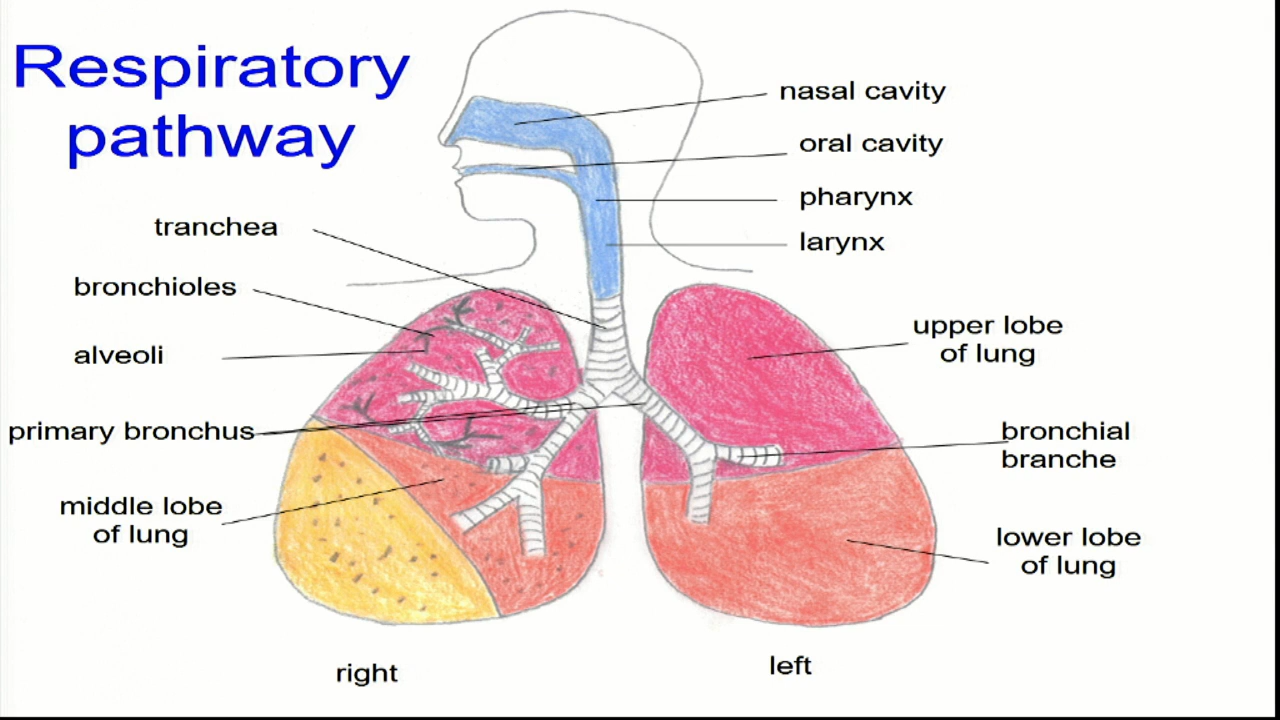 Respiratory
pathway
nasal cavity
oral cavity
pharynx
larynx
tranchea
bronchioles
alveoli
primary bronchus
middle lobe
of lung
upper lobe
of lung
bronchial
branche
lower lobe
of lung
right
left